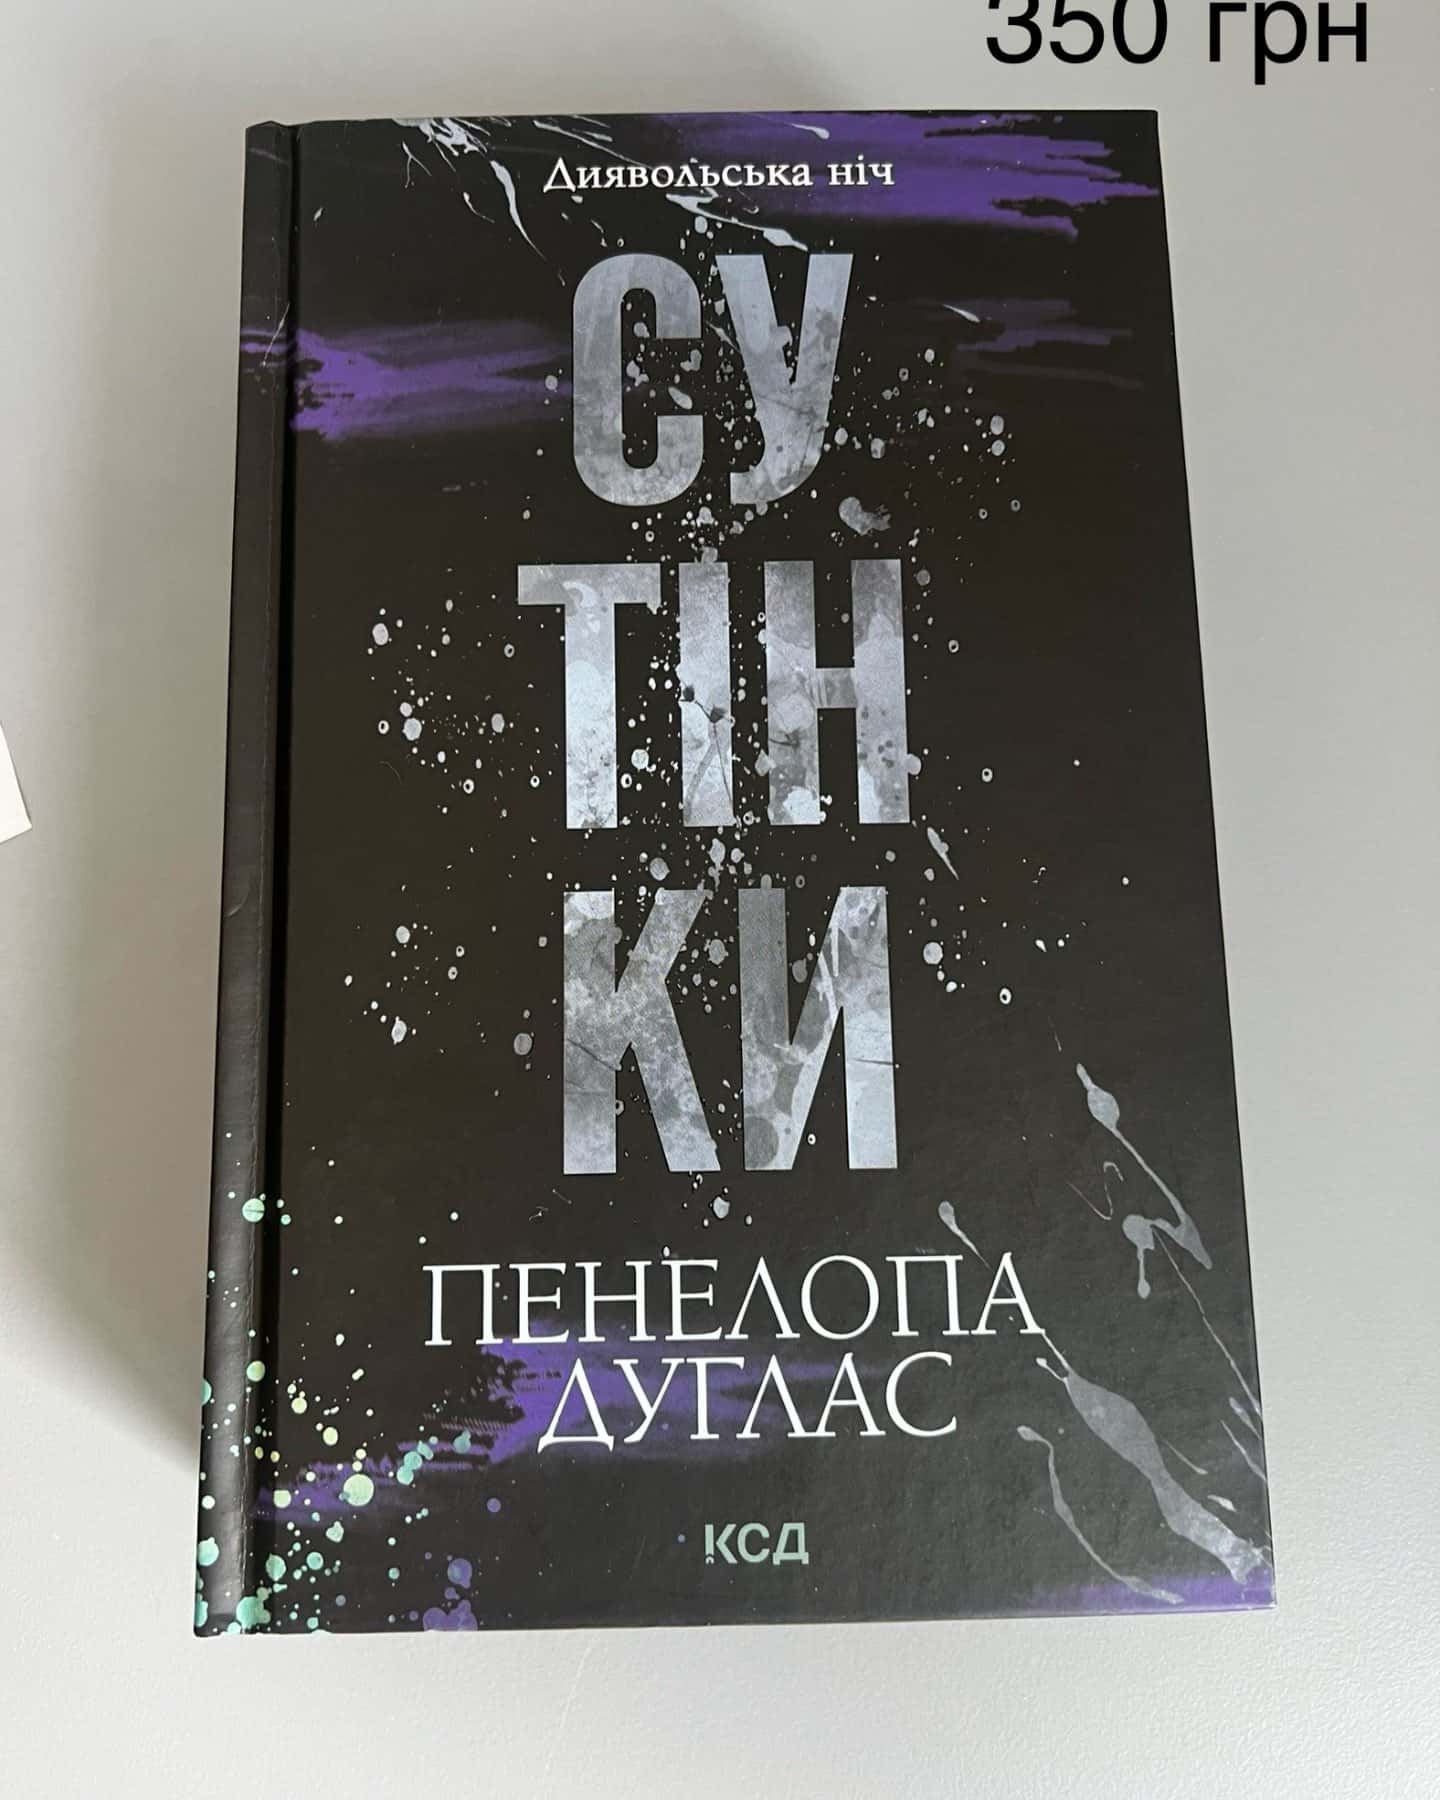 350 грн
Диявольська ніч
СУ
ТІН
КИ
ПЕНЕЛОПА
ДУГЛАС
КСД